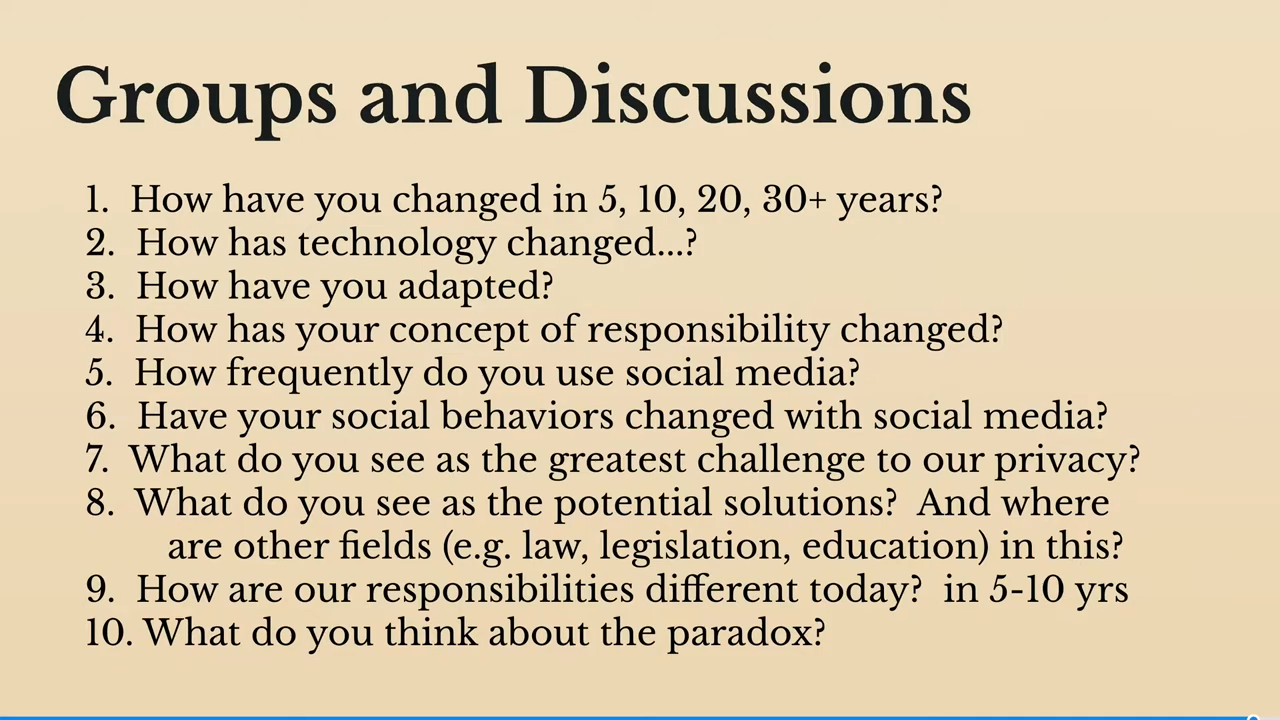 Groups and Discussions
1. How have you changed in 5, 10, 20, 30+ years?
2. How has technology changed...?
3. How have you adapted?
4. How has your concept of responsibility changed?
5. How frequently do you use social media?
6. Have your social behaviors changed with social media?
7. What do you see as the greatest challenge to our privacy?
8. What do you see as the potential solutions? And where
are other fields (e.g. law, legislation, education) in this?
9. How are our responsibilities different today? in 5-10 yrs
10. What do you think about the paradox?